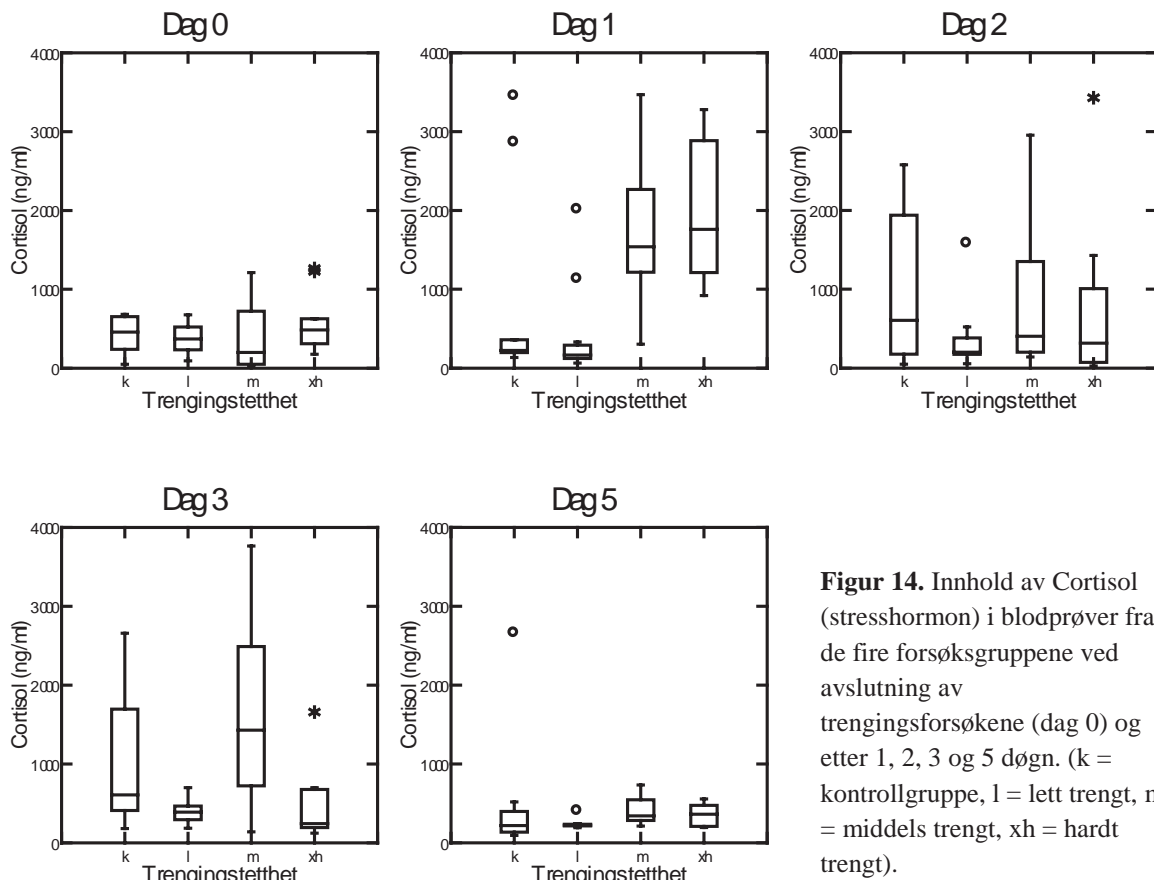 Dag 0
4000
3000
2000
1000
0
Cortisol (ng/ml)
k l m xh
Trengingstetthet
Dag 1
4000
3000
2000
1000
0
Cortisol (ng/ml)
k l m xh
Trengingstetthet
Dag 2
4000
3000
2000
1000
0
Cortisol (ng/ml)
k l m xh
Trengingstetthet
Dag 3
4000
3000
2000
1000
0
Cortisol (ng/ml)
k l m xh
Trengingstetthet
Dag 5
4000
3000
2000
1000
0
Cortisol (ng/ml)
k l m xh
Trengingstetthet
Figur 14. Innhold av Cortisol
(stresshormon) i blodprøver fra
de fire forsøksgruppene ved
avslutning av
trengingsforsøkene (dag 0) og
etter 1, 2, 3 og 5 døgn. (k =
kontrollgruppe, l = lett trengt, m
= middels trengt, xh = hardt
trengt).